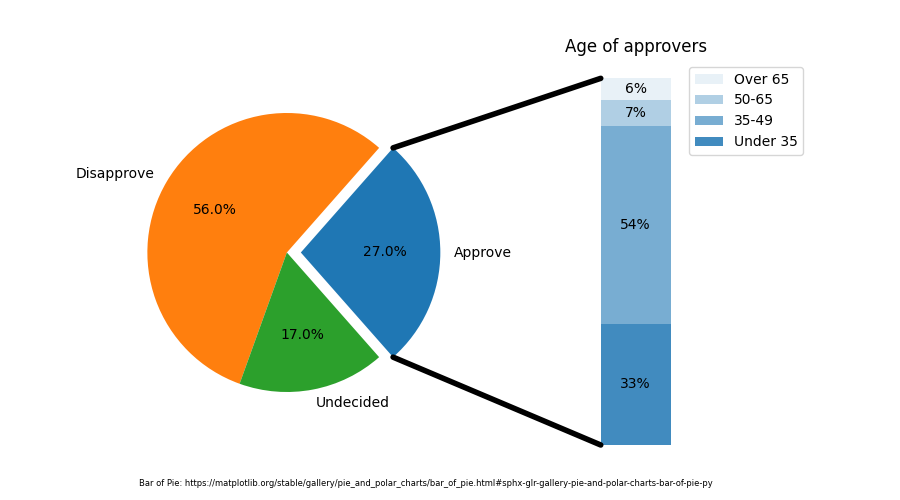 Age of approvers
Over 65
50-65
35-49
Under 35
6%
7%
54%
33%
Disapprove
56.0%
27.0%
Approve
17.0%
Undecided
Bar of Pie: https://matplotlib.org/stable/gallery/pie_and_polar_charts/bar_of_pie.html#sphx-glr-gallery-pie-and-polar-charts-bar-of-pie-py